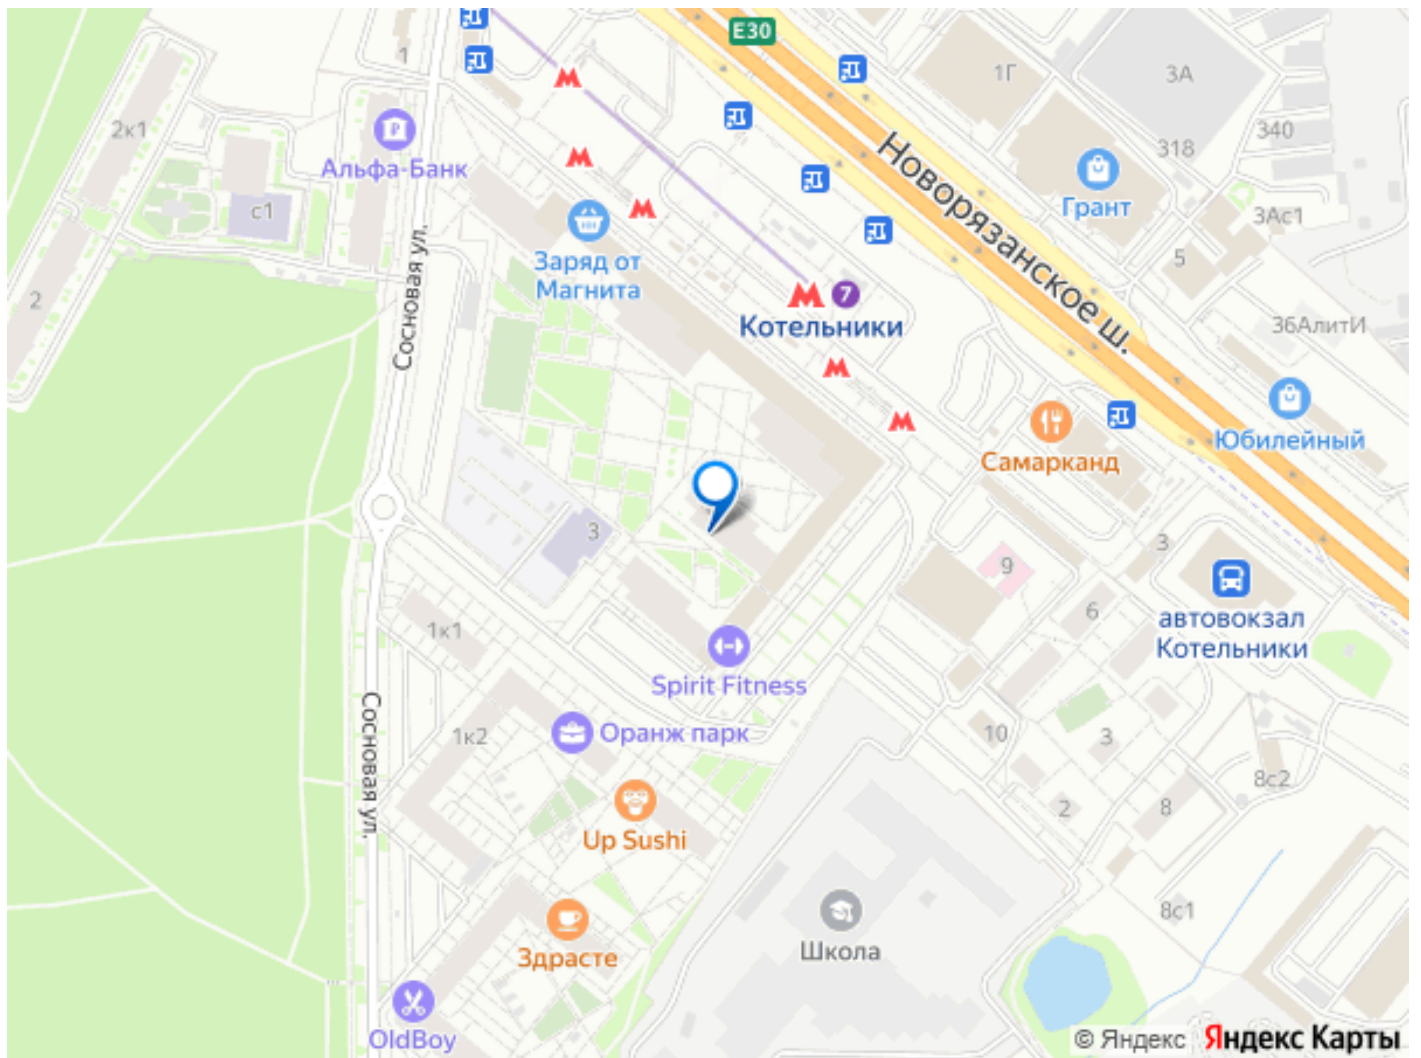 E30
1
1Г
3А
340
318
2к1
Альфа-Банк
с1
Грант
3Ас1
5
Новорязанское ш.
Сосновая ул.
Заряд от
Магнита
2
7
Котельники
36АлитИ
Юбилейный
Самарканд
3
3
9
6
автовокзал
Котельники
1к1
Spirit Fitness
Сосновая ул.
1к2
Оранж парк
10
3
8с2
2
8
Up Sushi
8с1
Школа
Здрасте
OldBoy
© Яндекс
Яндекс Карты